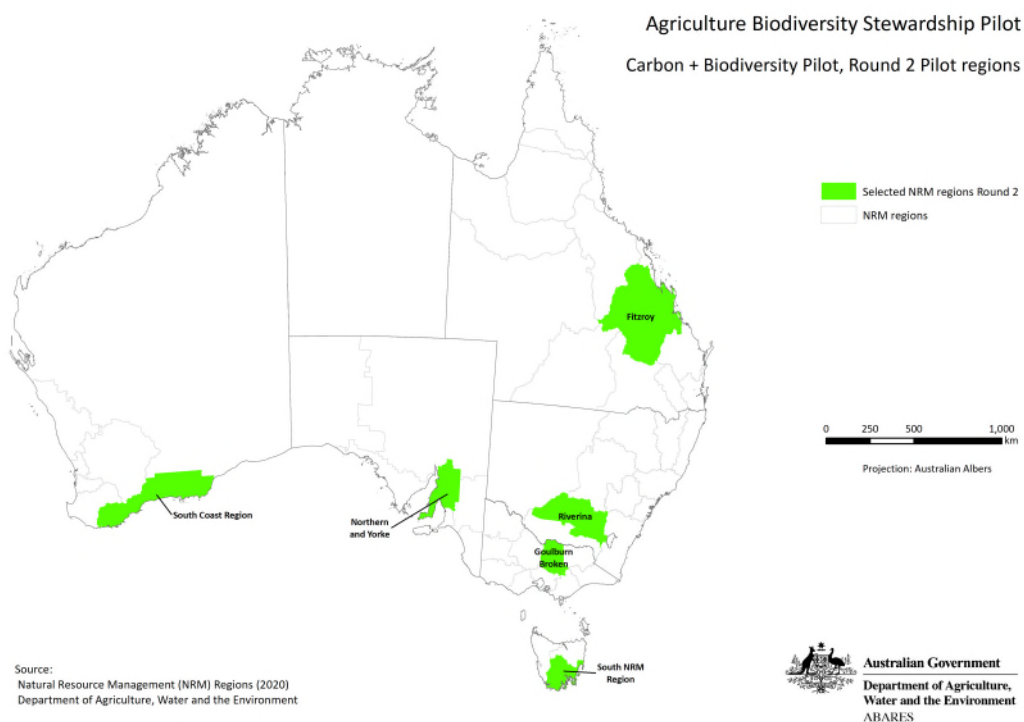 Agriculture Biodiversity Stewardship Pilot
Carbon + Biodiversity Pilot, Round 2 Pilot regions
Selected NRM regions Round 2
NRM regions
Fitzroy
0 250 500 1,000
km
Projection: Australian Albers
South Coast Region
Northern
and Yorke
Riverina
Goulburn
Broken
South NRM
Region
Source:
Natural Resource Management (NRM) Regions (2020)
Department of Agriculture, Water and the Environment
Australian Government
Department of Agriculture,
Water and the Environment
ABARES